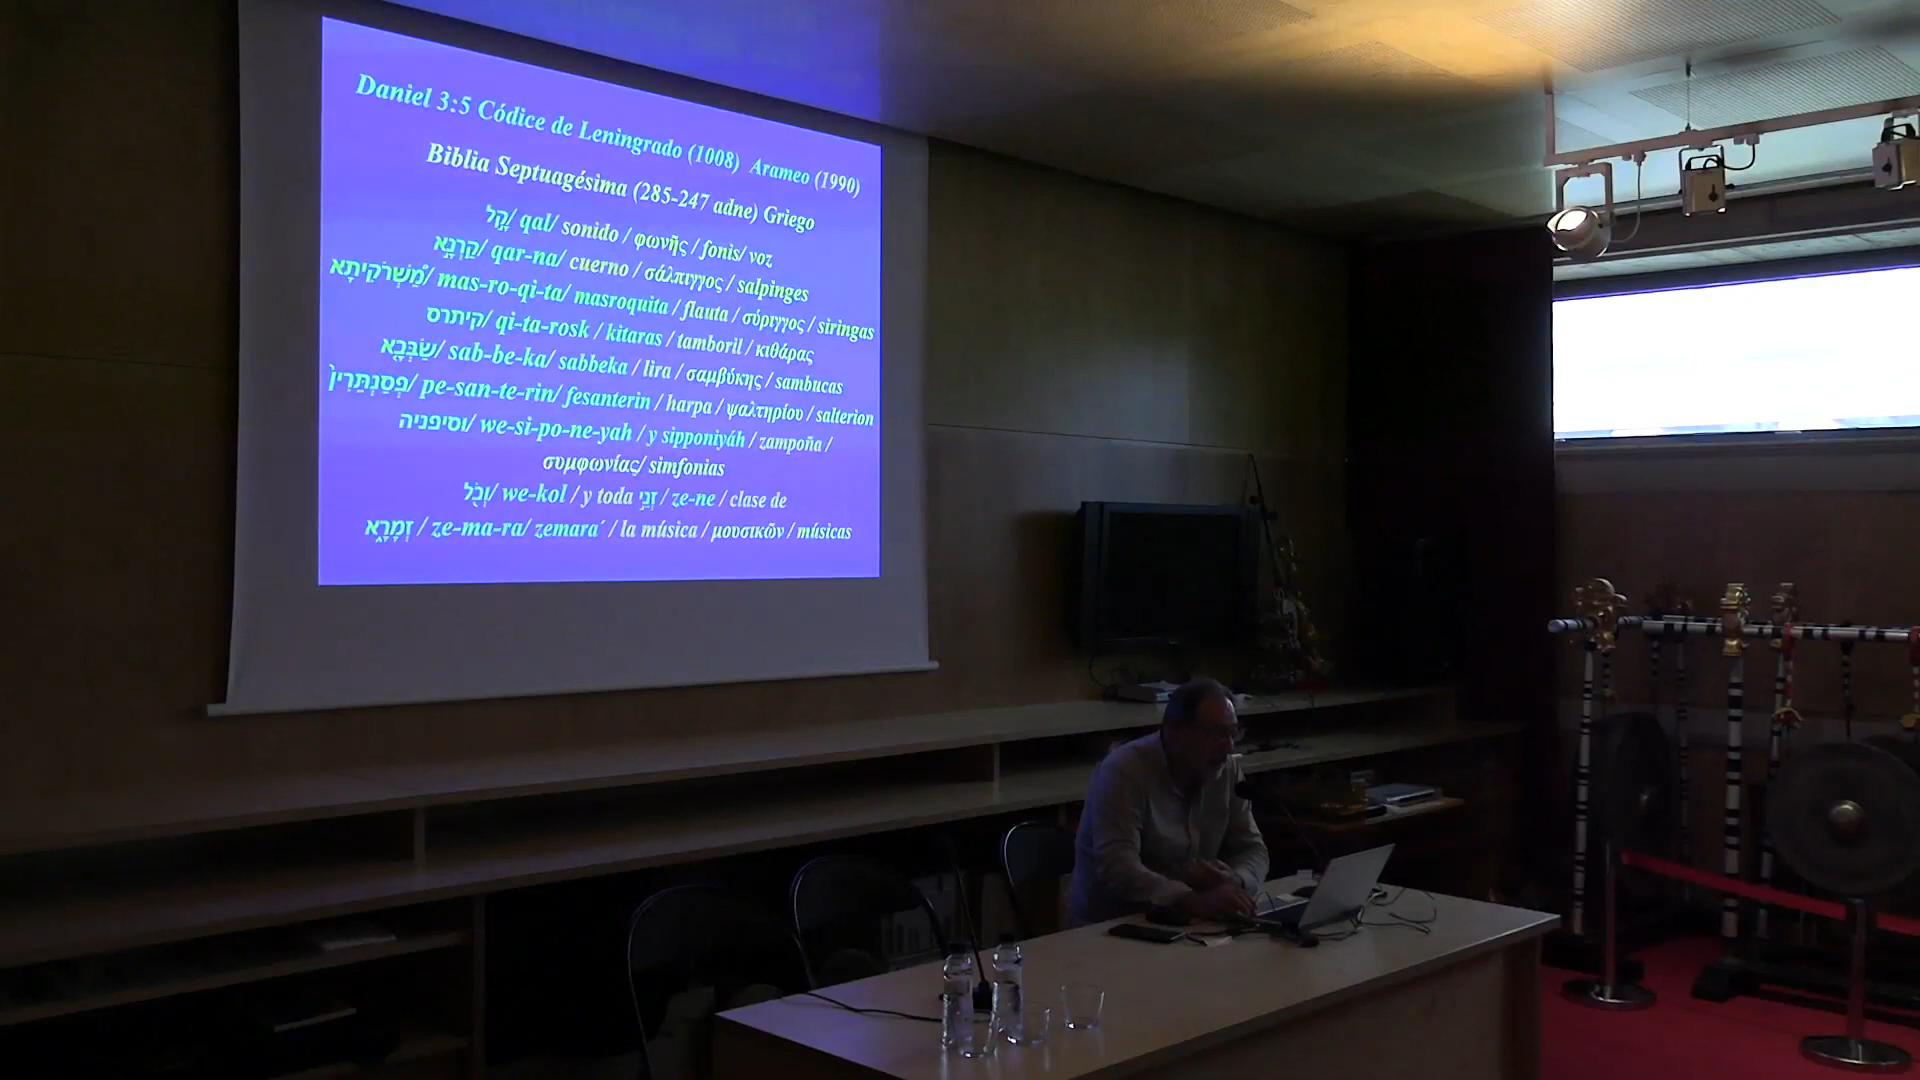 Daniel 3:5 Códice de Leningrado (1008) Arameo (1990)
Biblia Septuagésima (285-247 adne) Griego
קָ֣ל/ qal/ sonido / φωνῆς / fonis/ voz
קַרְנָ֣א/ qar-na/ cuerno / σάλπιγγος / salpinges
מַ֠שְׁרֹקִיתָא/ mas-ro-qi-ta/ masroquita / flauta / σύριγγος / siringas
קיתרס/ qi-ta-rosk / kitaras / tamboril / κιθάρας
שַׂבְּכָ֤א/ sab-be-ka/ sabbeka / lira / σαμβύκης / sambucas
פְּסַנְתֵּרִין֙/ pe-san-te-rin/ fesanterin / harpa / ψαλτηρίου / salterion
וסיפניה/ we-si-po-ne-yah / y sipponiyáh / zampoña /
συμφωνίας/ simfonias
וְכֹ֖ל/ we-kol / y toda זְנֵ֣י / ze-ne / clase de
זְמָרָ֑א / ze-ma-ra/ zemara´ / la música / μουσικῶν / músicas